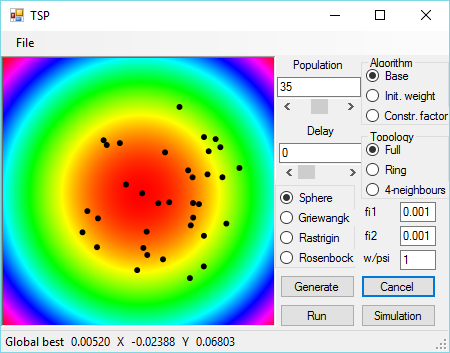 TSP
File
Population
35
Delay
0
Sphere
Griewangk
Rastrigin
Rosenbock
Algorithm
Base
Init. weight
Constr. factor
Topology
Full
Ring
4-neighbours
fi1 0.001
fi2 0.001
w/psi 1
Generate Cancel
Run Simulation
Global best 0.00520 X -0.02388 Y 0.06803